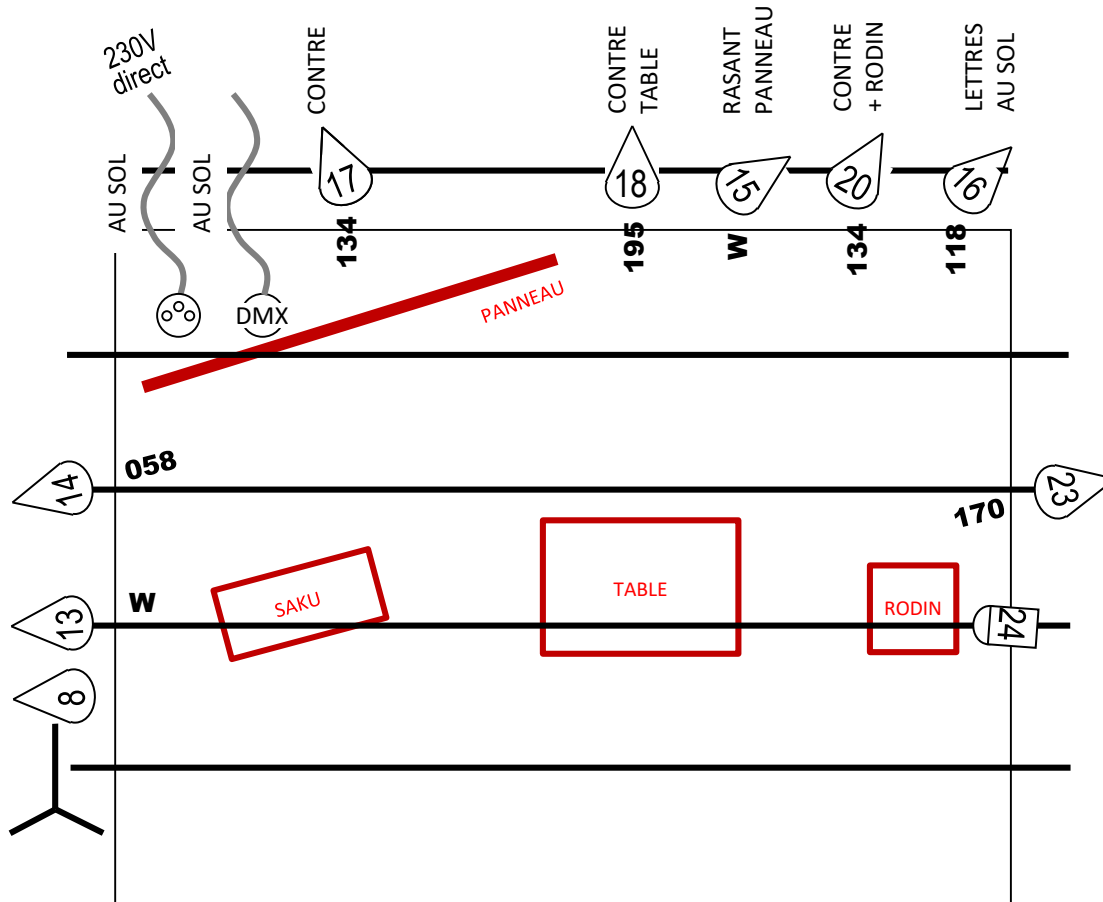 230V
direct
CONTRE
CONTRE
TABLE
RASANT
PANNEAU
CONTRE
+ RODIN
LETTRES
AU SOL
AU SOL
AU SOL
17
18
15
20
16
134
195
W
134
118
DMX
PANNEAU
14
058
23
170
13
W
SAKU
TABLE
RODIN
24
8